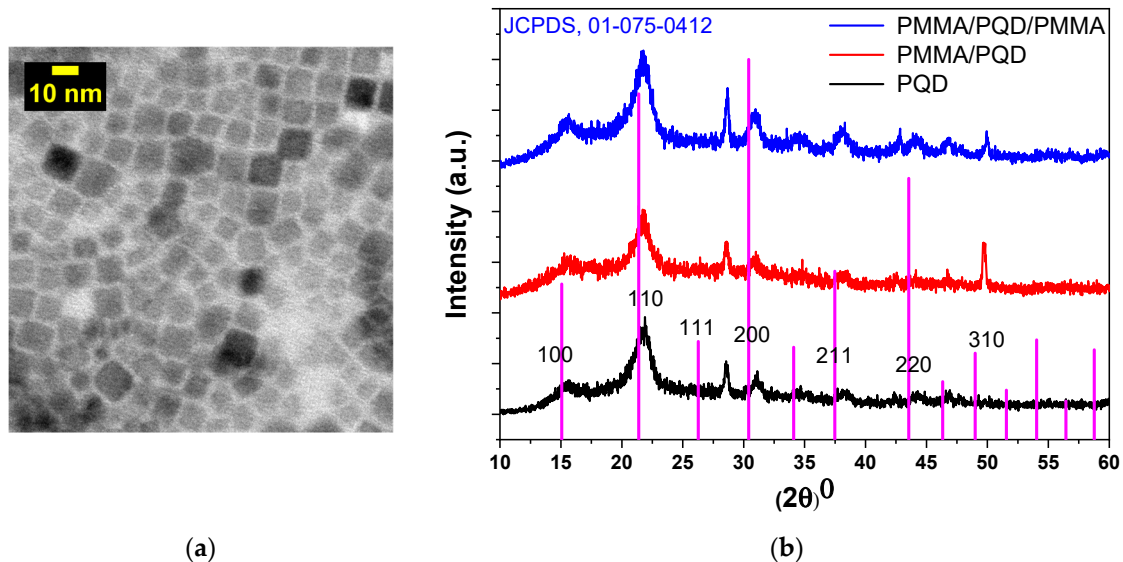 10 nm
JCPDS, 01-075-0412
PMMA/PQD/PMMA
PMMA/PQD
PQD
Intensity (a.u.)
100
110
111
200
211
220
310
10 15 20 25 30 35 40 45 50 55 60
(2θ)⁰
(a)
(b)